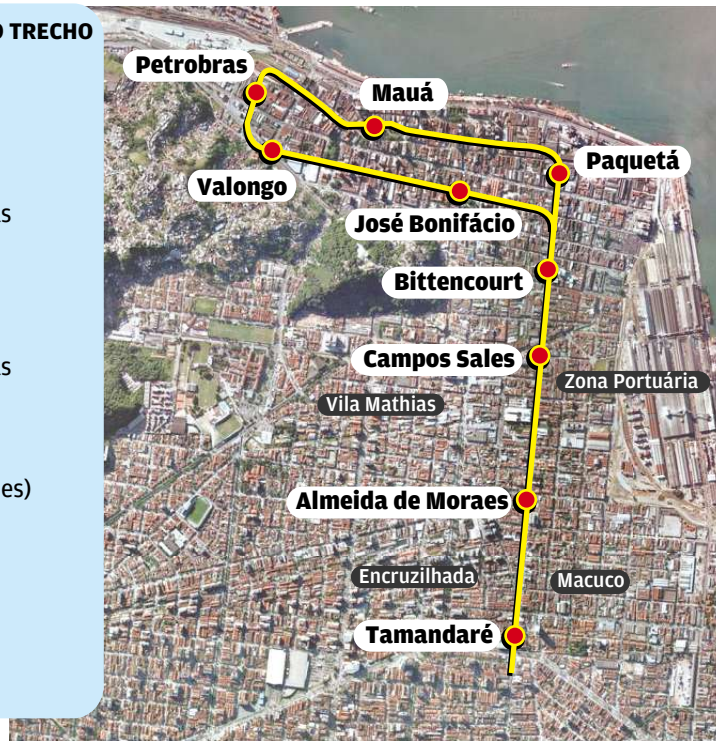 O TRECHO
s
s
es)
Petrobras
Mauá
Paquetá
Valongo
José Bonifácio
Bittencourt
Campos Sales
Zona Portuária
Vila Mathias
Almeida de Moraes
Encruzilhada
Macuco
Tamandaré